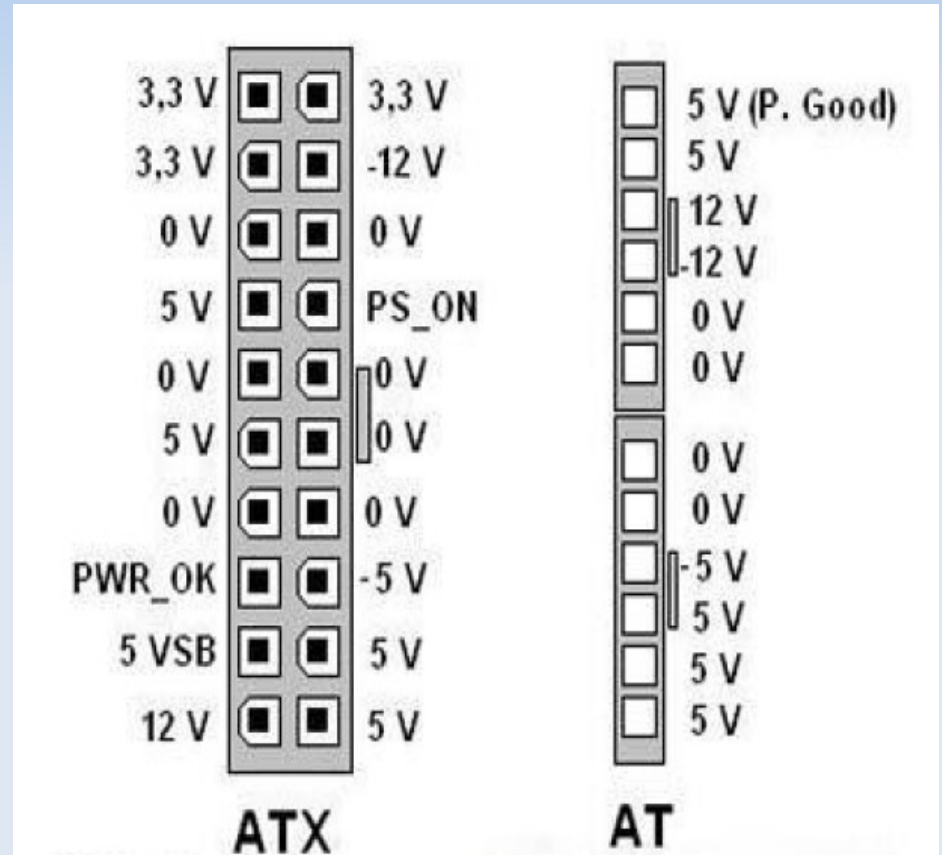 3,3 V
3,3 V
3,3 V
-12 V
0 V
0 V
5 V
PS_ON
0 V
0 V
5 V
0 V
0 V
0 V
PWR_OK
-5 V
5 VSB
5 V
12 V
5 V
ATX
5 V (P. Good)
5 V
12 V
-12 V
0 V
0 V
0 V
0 V
-5 V
5 V
5 V
5 V
AT